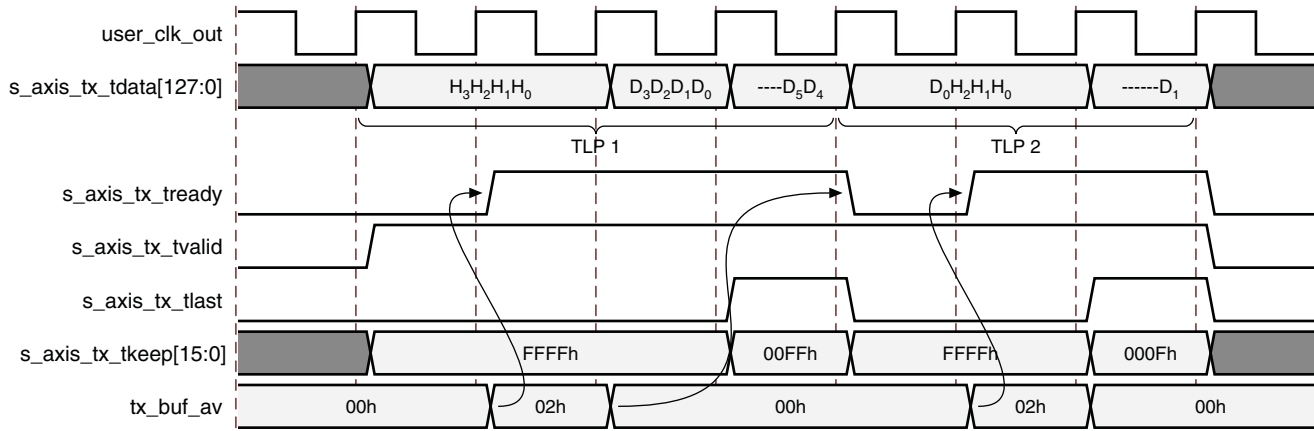 user_clk_out
s_axis_tx_tdata[127:0] H3H2H1H0 D3D2D1D0 ----D5D4 D0H2H1H0 ------D1
TLP 1 TLP 2
s_axis_tx_tready
s_axis_tx_tvalid
s_axis_tx_tlast
s_axis_tx_tkeep[15:0] FFFFh 00FFh FFFFh 000Fh
tx_buf_av 00h 02h 00h 02h 00h